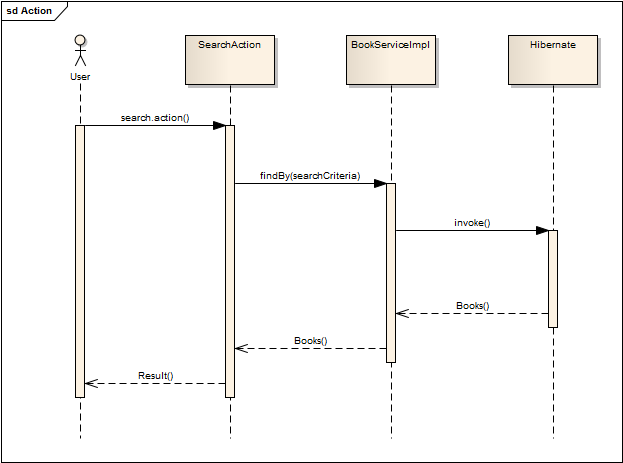 sd Action
SearchAction
BookServiceImpl
Hibernate
User
search.action()
findBy(searchCriteria)
invoke()
Books()
Books()
Result()